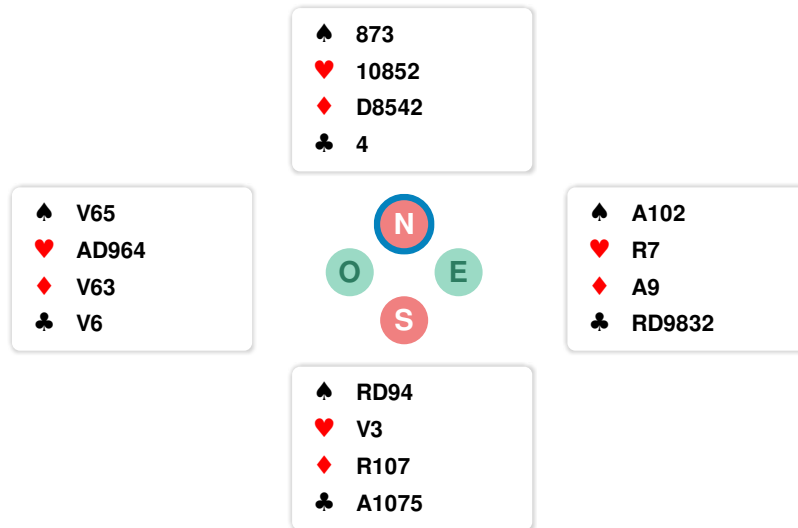 ♠ 873
♥ 10852
♦ D8542
♣ 4
♠ V65
♥ AD964
♦ V63
♣ V6
N
O E
S
♠ A102
♥ R7
♦ A9
♣ RD9832
♠ RD94
♥ V3
♦ R107
♣ A1075